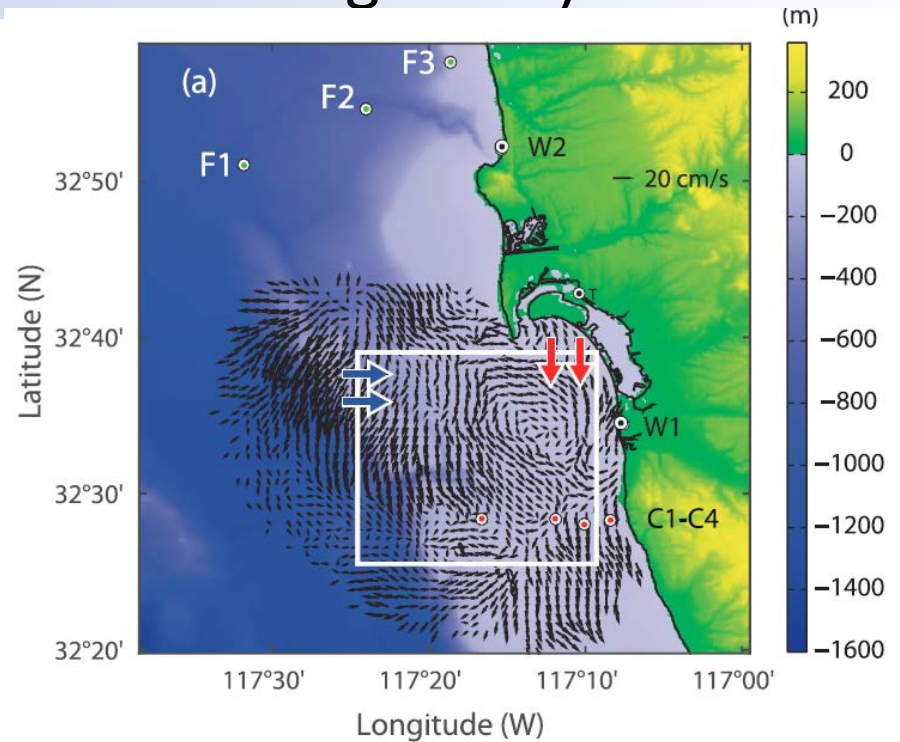 (m)
(a)
F3
F2
F1
W2
20 cm/s
T
W1
C1-C4
32°50'
32°40'
32°30'
32°20'
Latitude (N)
117°30'
117°20'
117°10'
117°00'
Longitude (W)
200
0
−200
−400
−600
−800
−1000
−1200
−1400
−1600